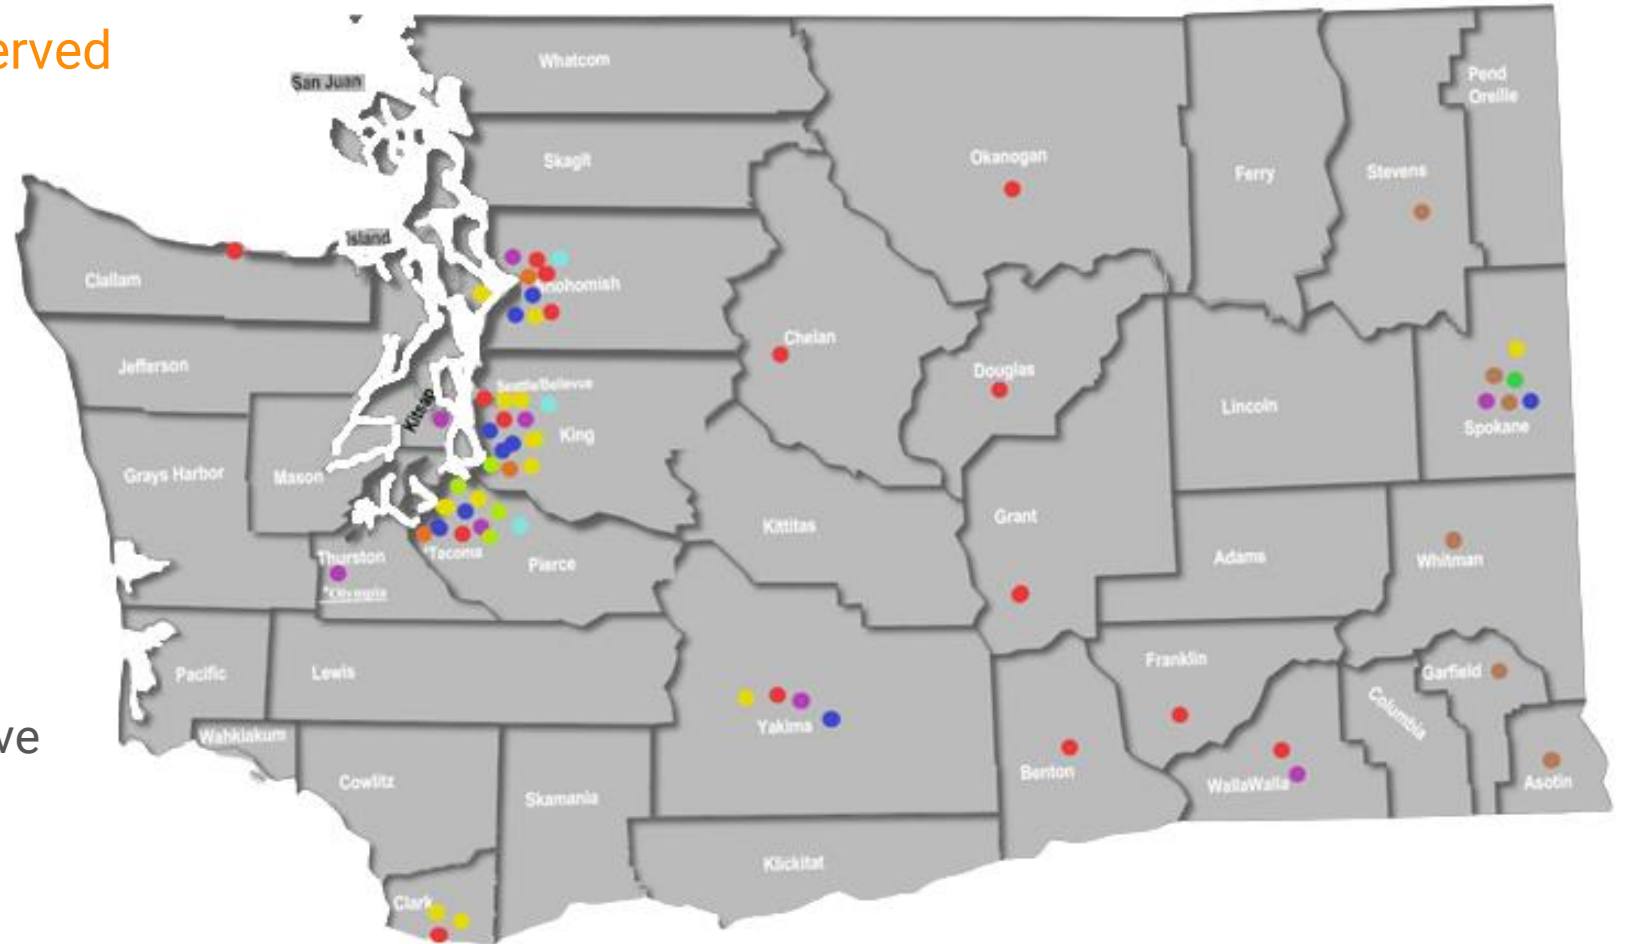 erved
Whatcom
San Juan
Pend
Oreille
Skagit
Okanogan
Ferry
Stevens
Island
Clallam
nohomish
Chelan
Jefferson
Douglas
Seattle/Bellevue
Kitsap
Lincoln
King
Spokane
Grays Harbor
Mason
Grant
Kittitas
Thurston
*Tacoma
Pierce
Adams
Whitman
*Olympia
Franklin
Pacific
Lewis
Garfield
Columbia
Yakima
ve
Wahkiakum
Cowlitz
Skamania
Benton
WallaWalla
Asotin
Klickitat
Clark